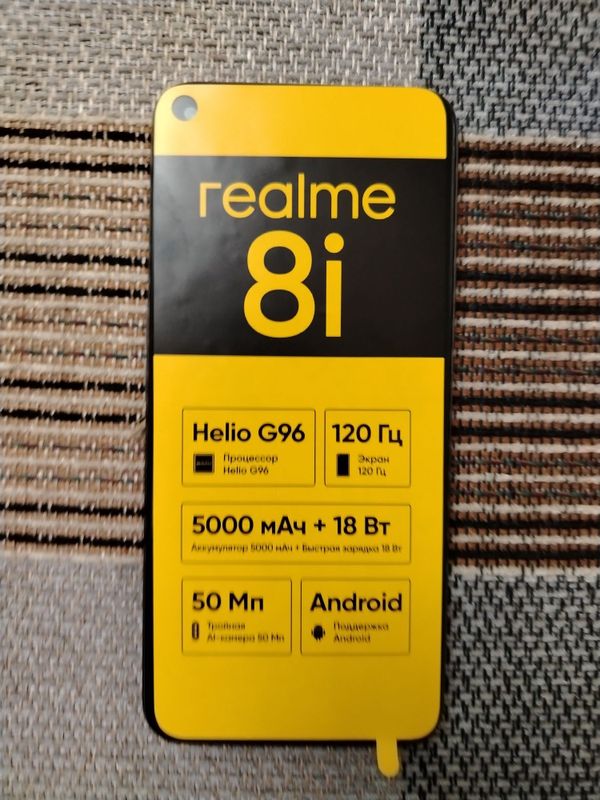 realme
8i
Helio G96
Процессор
Helio G96
120 Гц
Экран
120 Гц
5000 мАч + 18 Вт
Аккумулятор 5000 мАч + Быстрая зарядка 18 Вт
50 Мп
Тройная
AI-камера 50 Мп
Android
Поддержка
Android